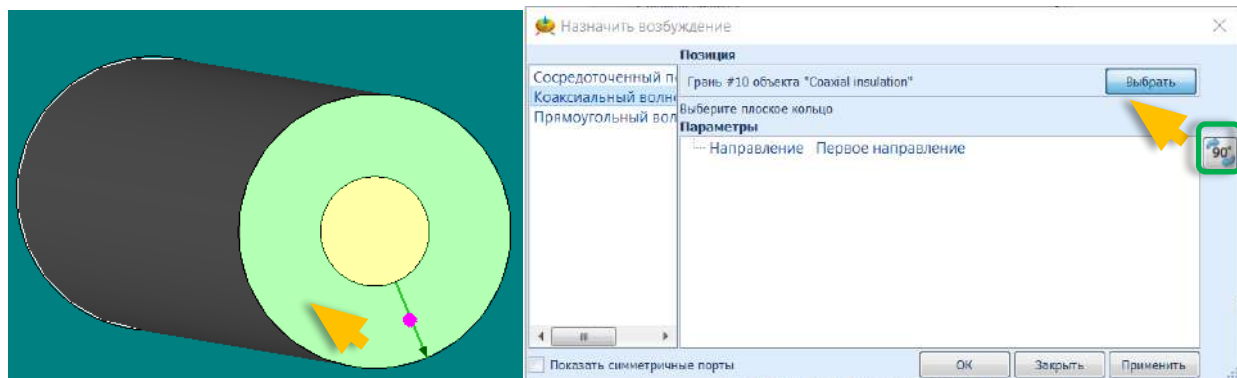 Назначить возбуждение
Позиция
Сосредоточенный п
Грань #10 объекта "Coaxial insulation"
Выбрать
Коаксиальный волн
Выберите плоское кольцо
Прямоугольный вол
Параметры
Направление Первое направление
90°
Показать симметричные порты
ОК
Закрыть
Применить